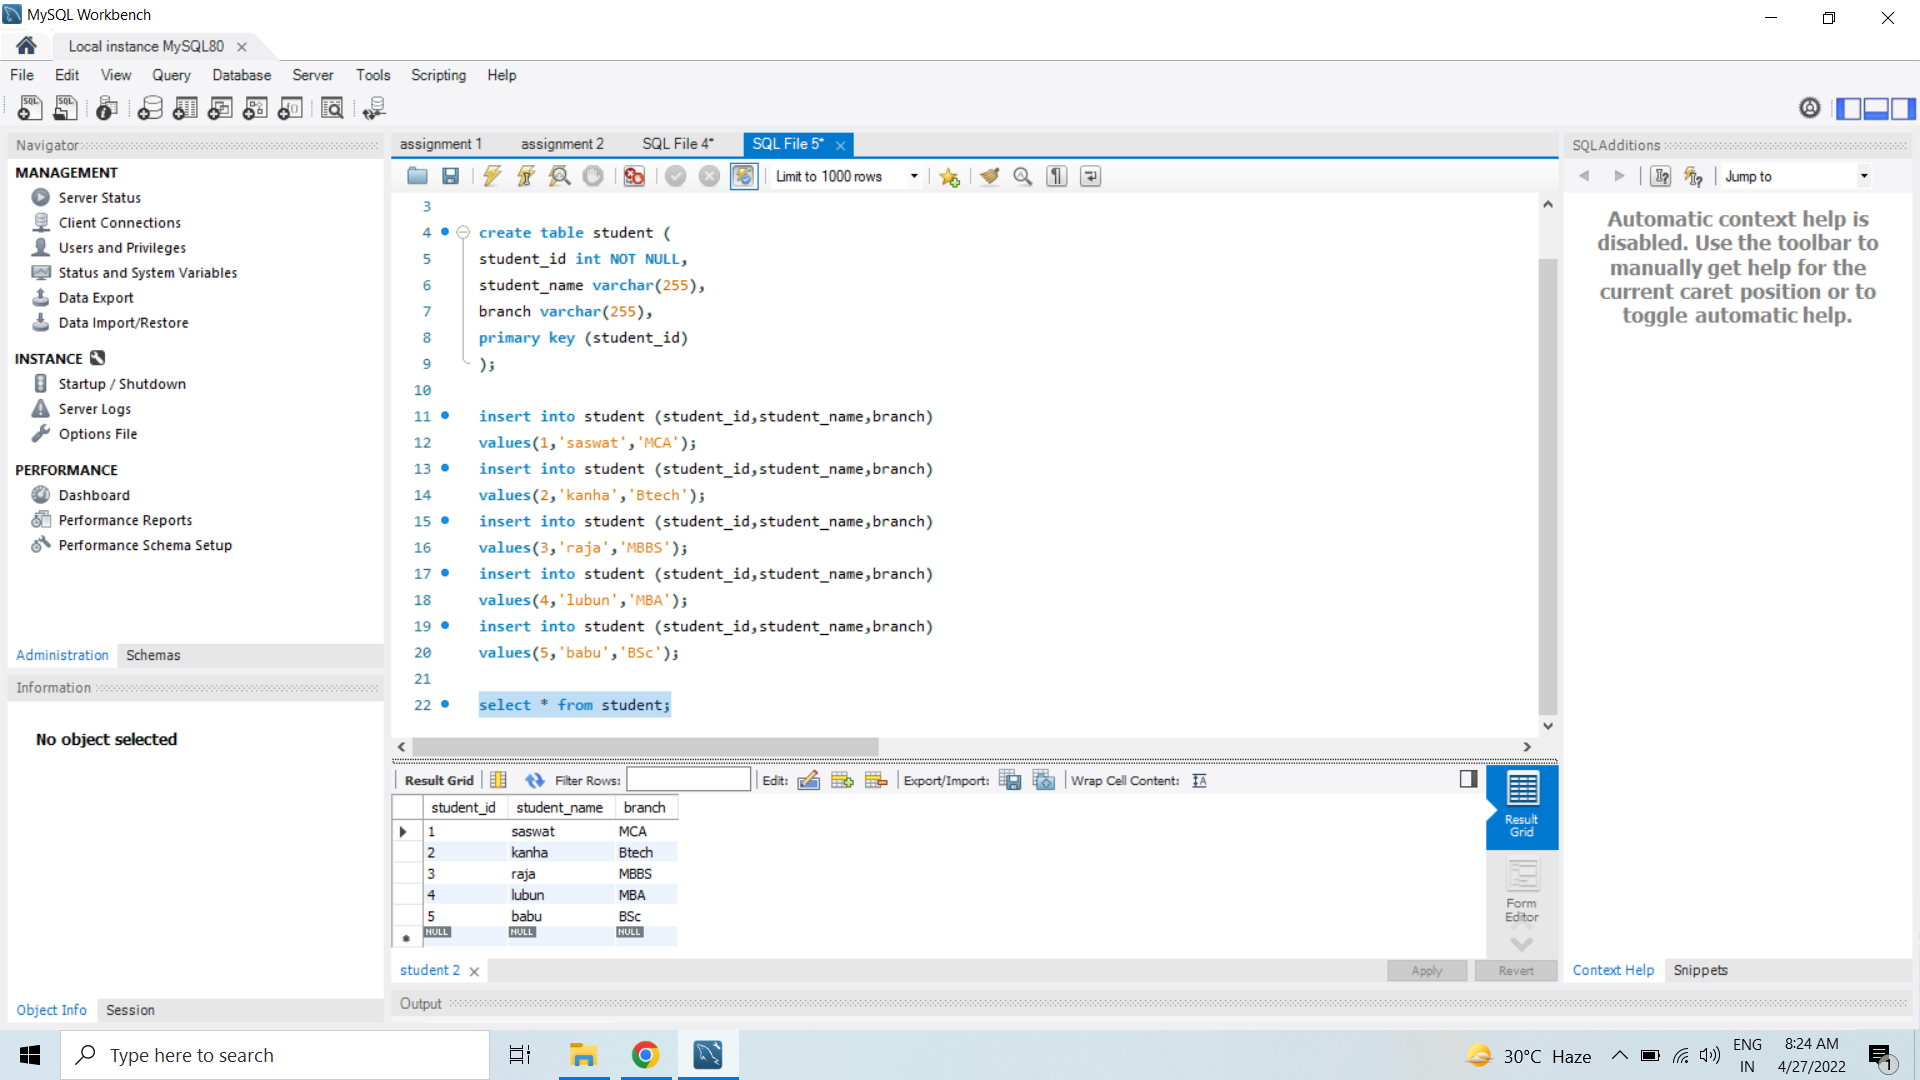 MySQL Workbench
Local instance MySQL80
File Edit View Query Database Server Tools Scripting Help
Navigator
MANAGEMENT
Server Status
Client Connections
Users and Privileges
Status and System Variables
Data Export
Data Import/Restore
INSTANCE
Startup / Shutdown
Server Logs
Options File
PERFORMANCE
Dashboard
Performance Reports
Performance Schema Setup
Administration Schemas
Information
No object selected
Object Info Session
assignment 1 assignment 2 SQL File 4* SQL File 5*
Limit to 1000 rows
3
4 create table student (
5 student_id int NOT NULL,
6 student_name varchar(255),
7 branch varchar(255),
8 primary key (student_id)
9 );
10
11 insert into student (student_id,student_name,branch)
12 values(1,'saswat','MCA');
13 insert into student (student_id,student_name,branch)
14 values(2,'kanha','Btech');
15 insert into student (student_id,student_name,branch)
16 values(3,'raja','MBBS');
17 insert into student (student_id,student_name,branch)
18 values(4,'lubun','MBA');
19 insert into student (student_id,student_name,branch)
20 values(5,'babu','BSc');
21
22 select * from student;
Result Grid Filter Rows: Edit: Export/Import: Wrap Cell Content:
student_id student_name branch
1 saswat MCA
2 kanha Btech
3 raja MBBS
4 lubun MBA
5 babu BSc
NULL NULL NULL
Result
Grid
Form
Editor
student 2
Apply Revert
Output
SQLAdditions
Jump to
Automatic context help is
disabled. Use the toolbar to
manually get help for the
current caret position or to
toggle automatic help.
Context Help Snippets
Type here to search
30°C Haze
ENG
IN
8:24 AM
4/27/2022
1